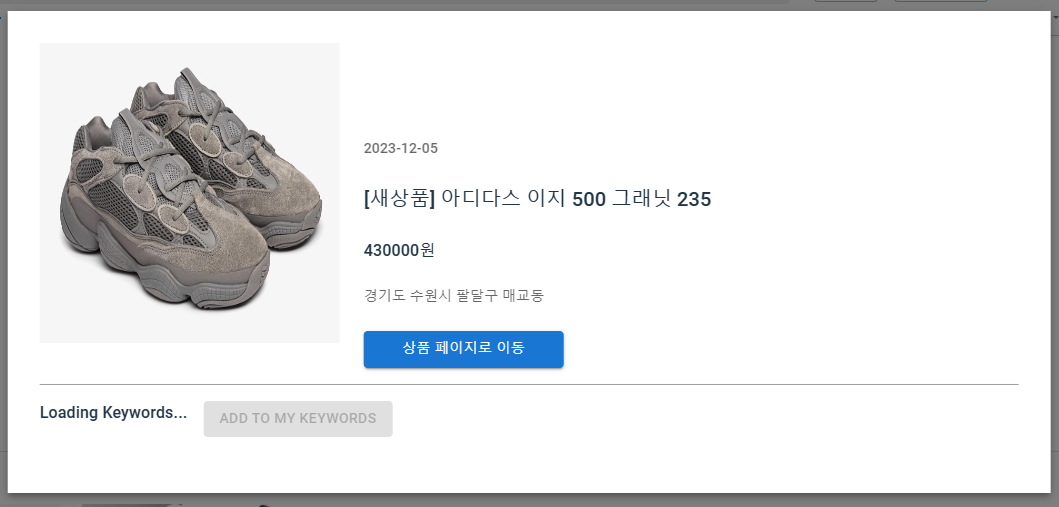 2023-12-05
[새상품] 아디다스 이지 500 그래닛 235
430000원
경기도 수원시 팔달구 매교동
상품 페이지로 이동
Loading Keywords...
ADD TO MY KEYWORDS